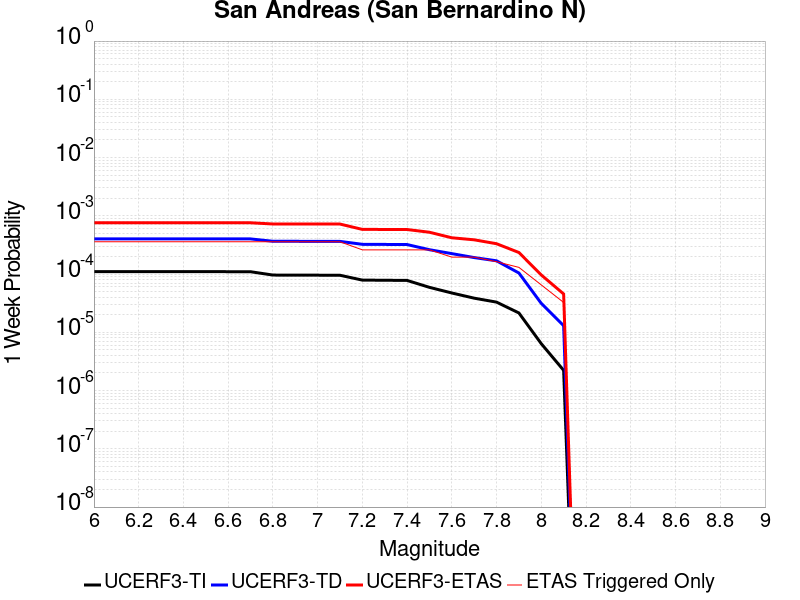 San Andreas (San Bernardino N)
10^0
10^-1
10^-2
10^-3
10^-4
10^-5
10^-6
10^-7
10^-8
1 Week Probability
6 6.2 6.4 6.6 6.8 7 7.2 7.4 7.6 7.8 8 8.2 8.4 8.6 8.8 9
Magnitude
UCERF3-TI UCERF3-TD UCERF3-ETAS ETAS Triggered Only